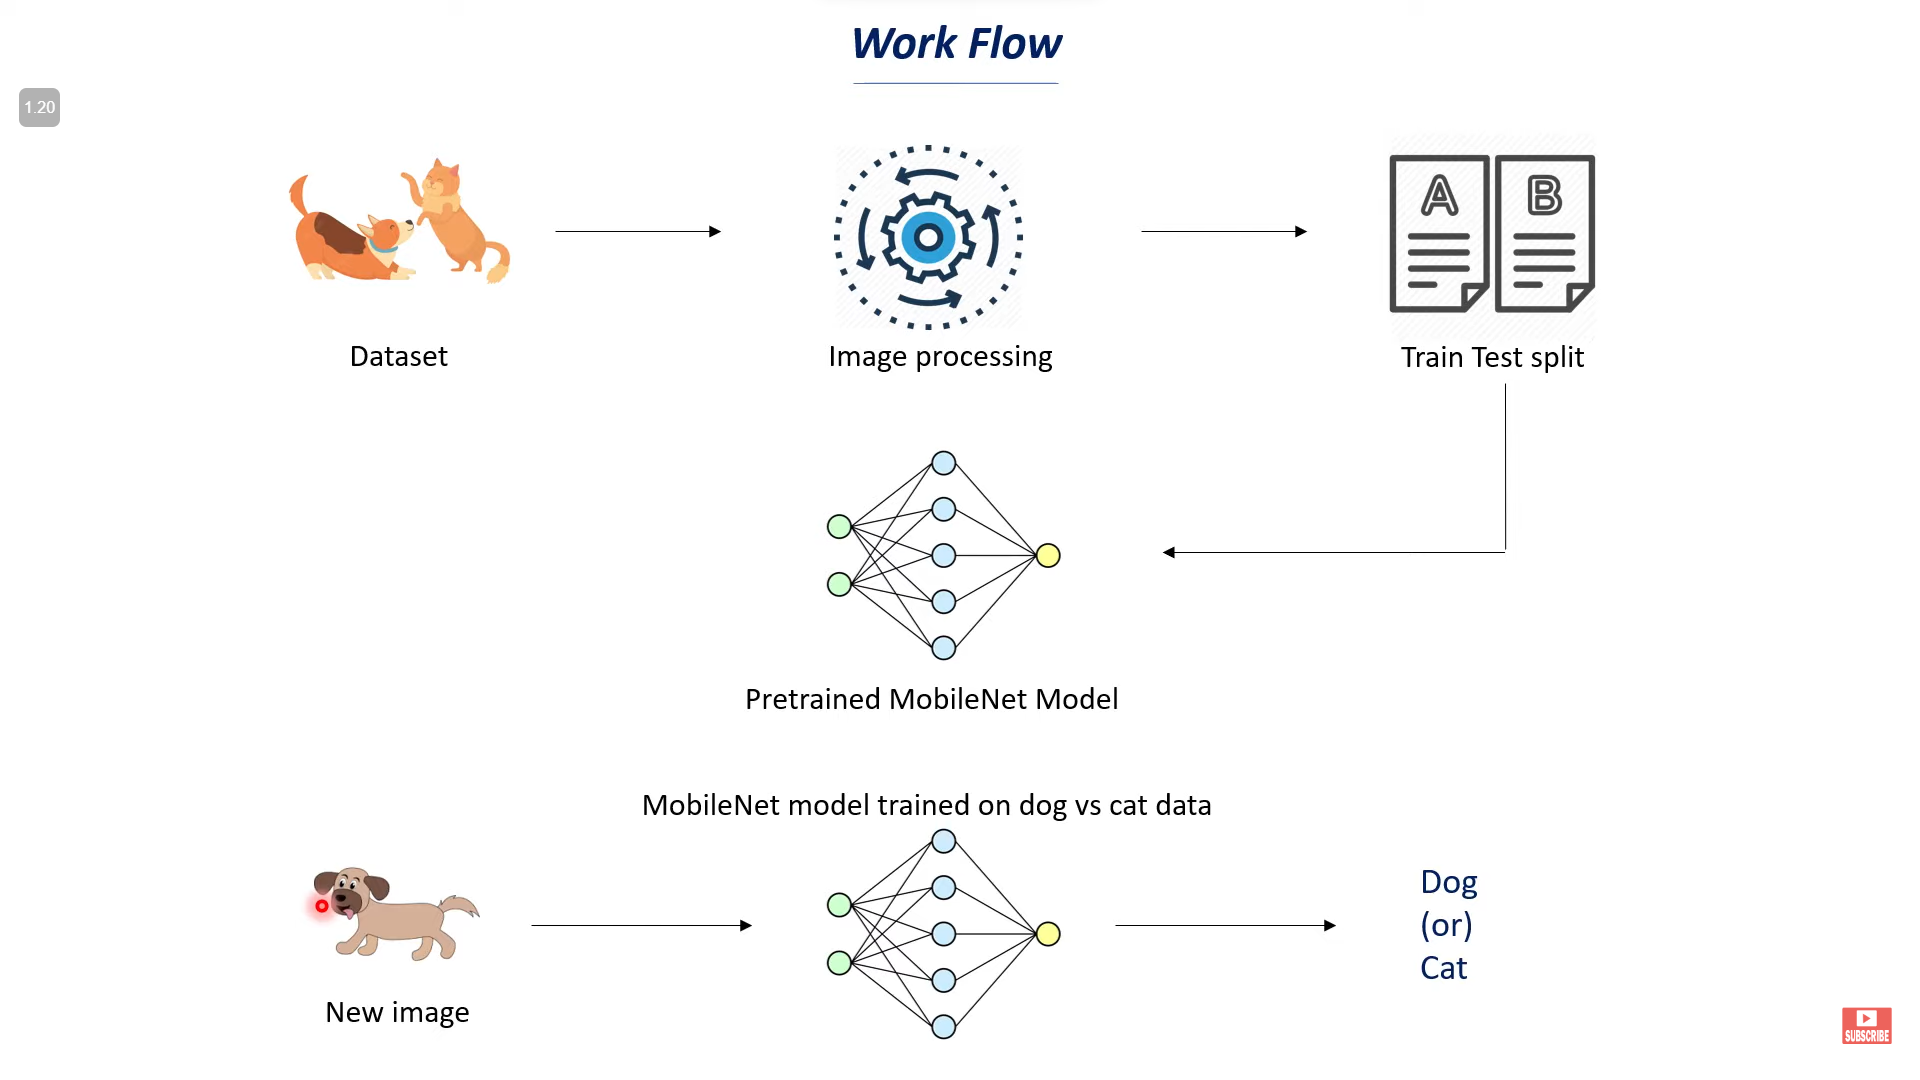 Work Flow
1.20
A B
Dataset
Image processing
Train Test split
Pretrained MobileNet Model
MobileNet model trained on dog vs cat data
Dog
(or)
Cat
New image
SUBSCRIBE